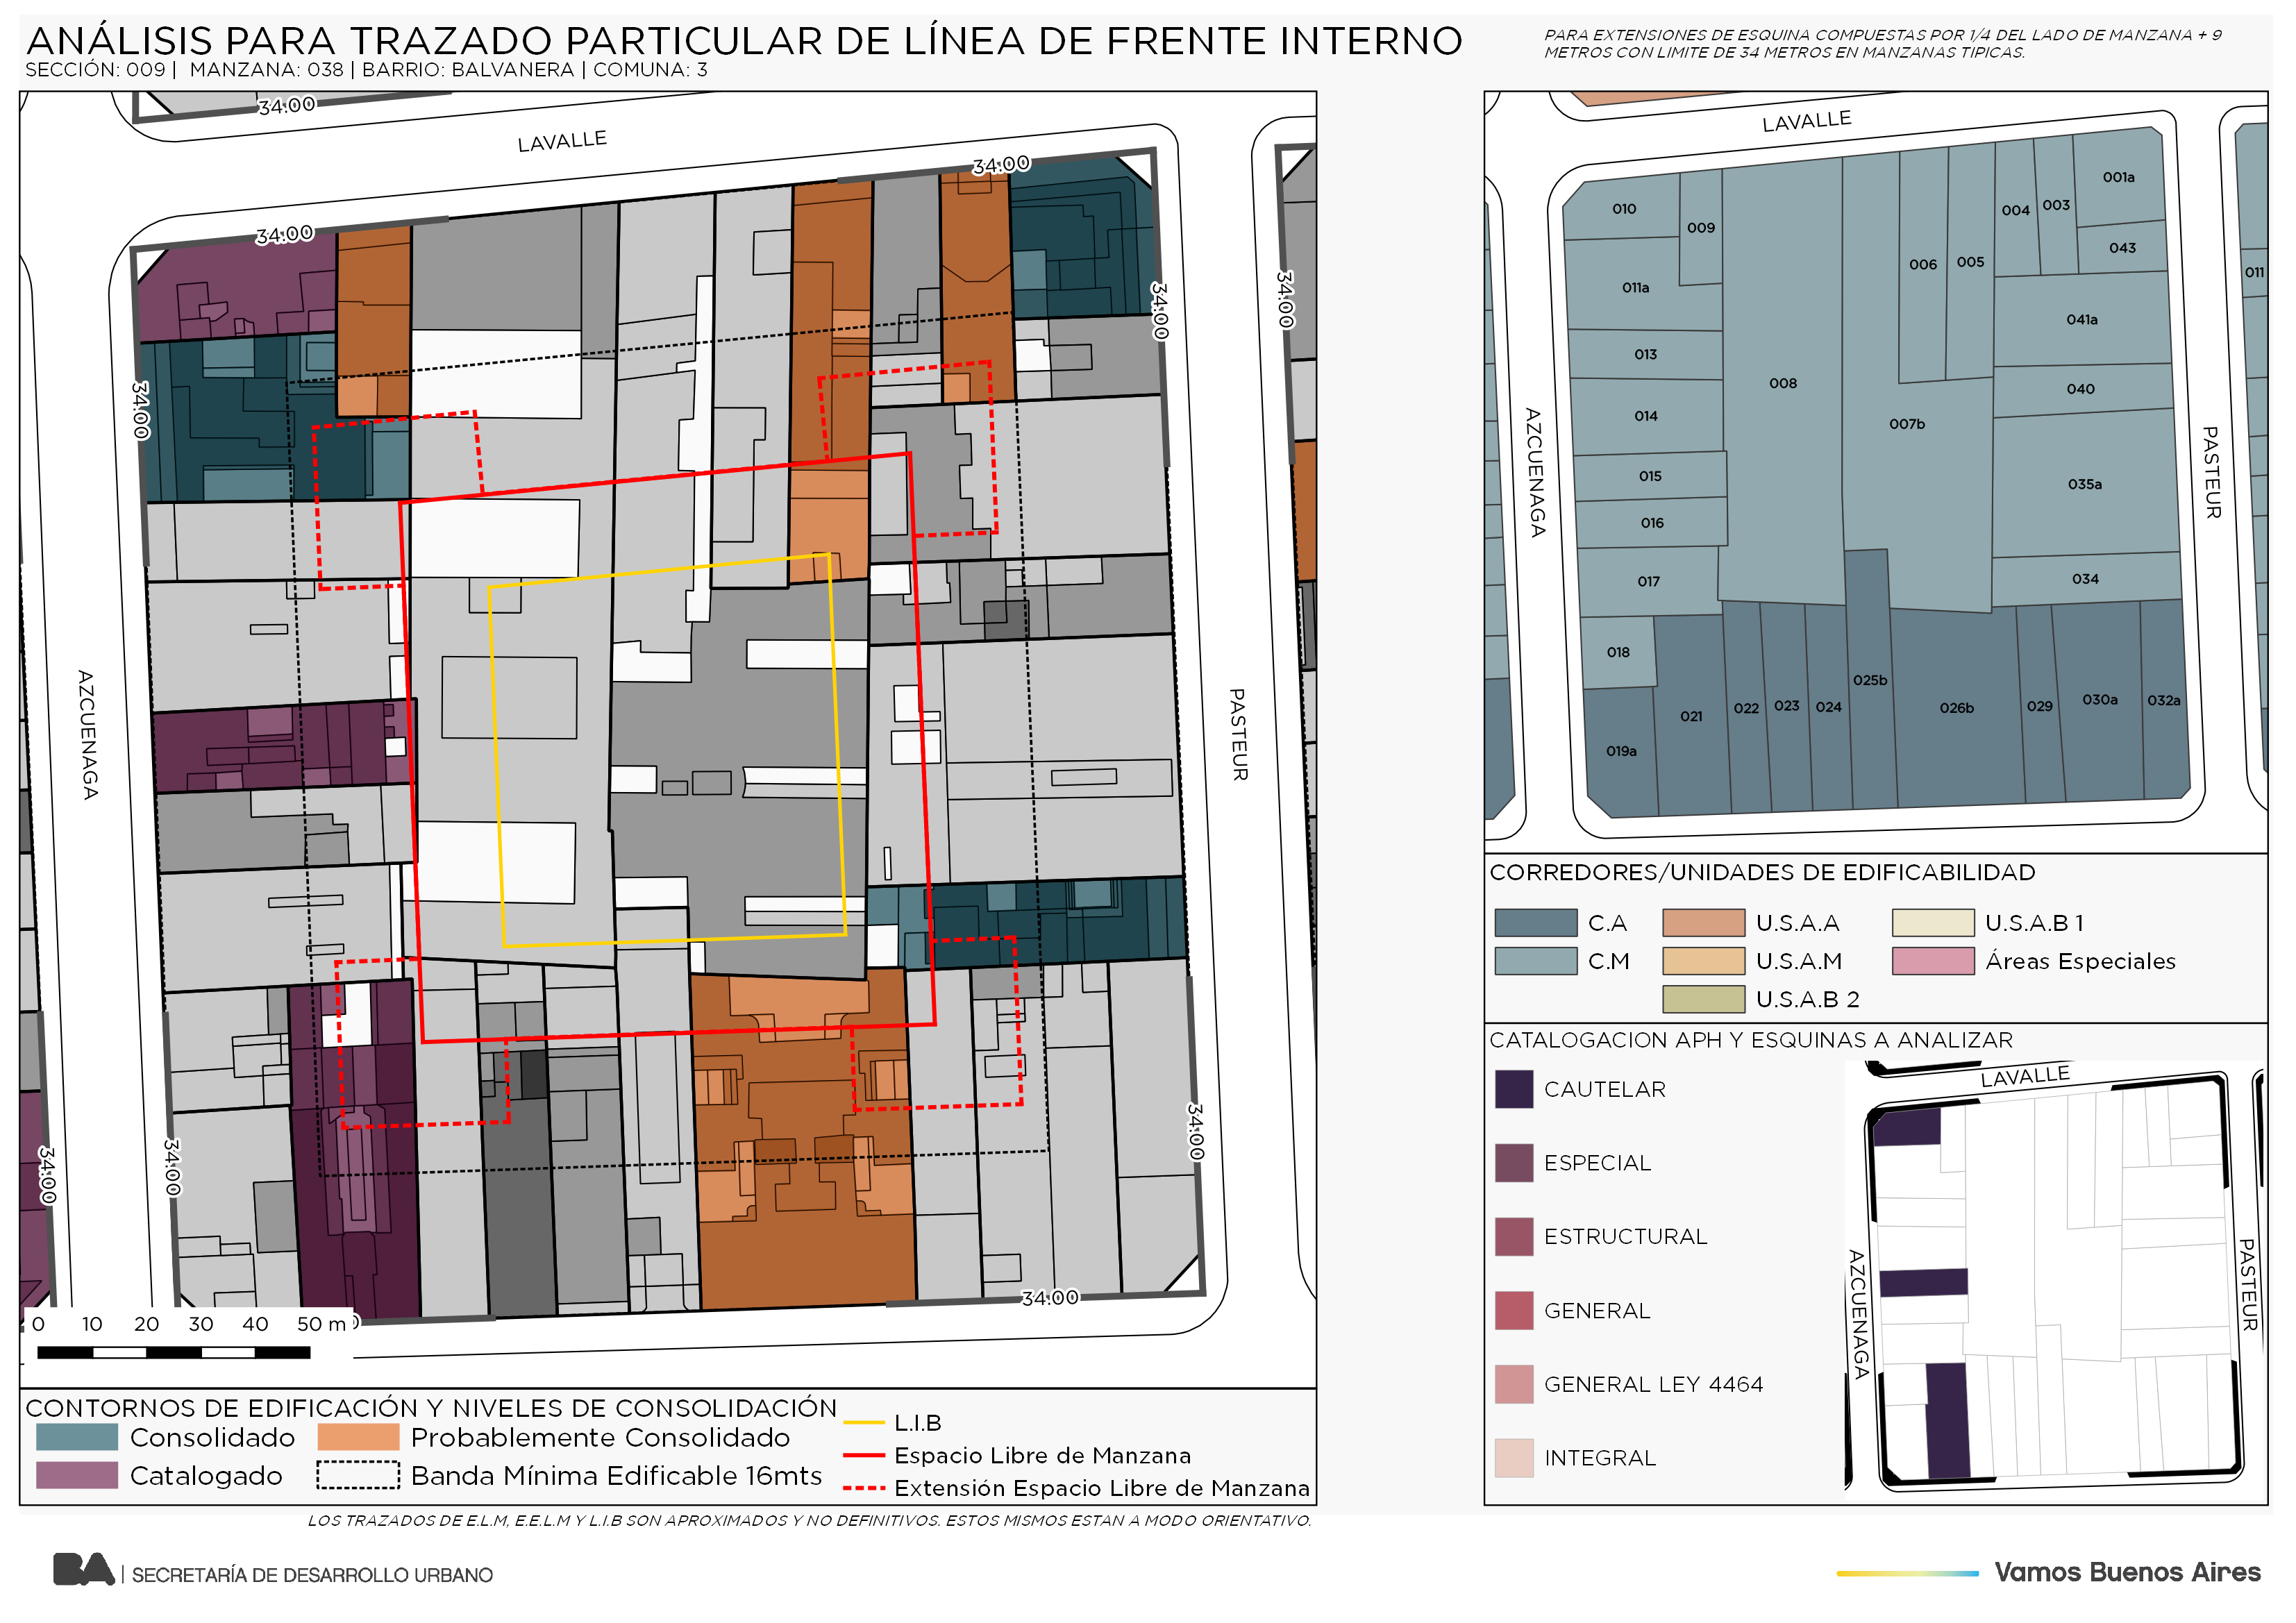 ANÁLISIS PARA TRAZADO PARTICULAR DE LÍNEA DE FRENTE INTERNO
SECCIÓN: 009 | MANZANA: 038 | BARRIO: BALVANERA | COMUNA: 3
PARA EXTENSIONES DE ESQUINA COMPUESTAS POR 1/4 DEL LADO DE MANZANA + 9
METROS CON LIMITE DE 34 METROS EN MANZANAS TIPICAS.
34.00
LAVALLE
34.00
34.00
34.00
34.00
34.00
AZCUENAGA
PASTEUR
34.00
34.00
34.00
34.00
0 10 20 30 40 50 m
CONTORNOS DE EDIFICACIÓN Y NIVELES DE CONSOLIDACIÓN
Consolidado
Probablemente Consolidado
Catalogado
Banda Mínima Edificable 16mts
L.I.B
Espacio Libre de Manzana
Extensión Espacio Libre de Manzana
LOS TRAZADOS DE E.L.M, E.E.L.M Y L.I.B SON APROXIMADOS Y NO DEFINITIVOS. ESTOS MISMOS ESTAN A MODO ORIENTATIVO.
LAVALLE
AZCUENAGA
PASTEUR
010
009
004
003
001a
043
011a
006
005
011
041a
013
008
040
014
007b
015
035a
016
017
034
018
025b
021
022
023
024
026b
029
030a
032a
019a
CORREDORES/UNIDADES DE EDIFICABILIDAD
C.A
U.S.A.A
U.S.A.B 1
C.M
U.S.A.M
Áreas Especiales
U.S.A.B 2
CATALOGACION APH Y ESQUINAS A ANALIZAR
CAUTELAR
ESPECIAL
ESTRUCTURAL
GENERAL
GENERAL LEY 4464
INTEGRAL
LAVALLE
AZCUENAGA
PASTEUR
BA | SECRETARÍA DE DESARROLLO URBANO
Vamos Buenos Aires